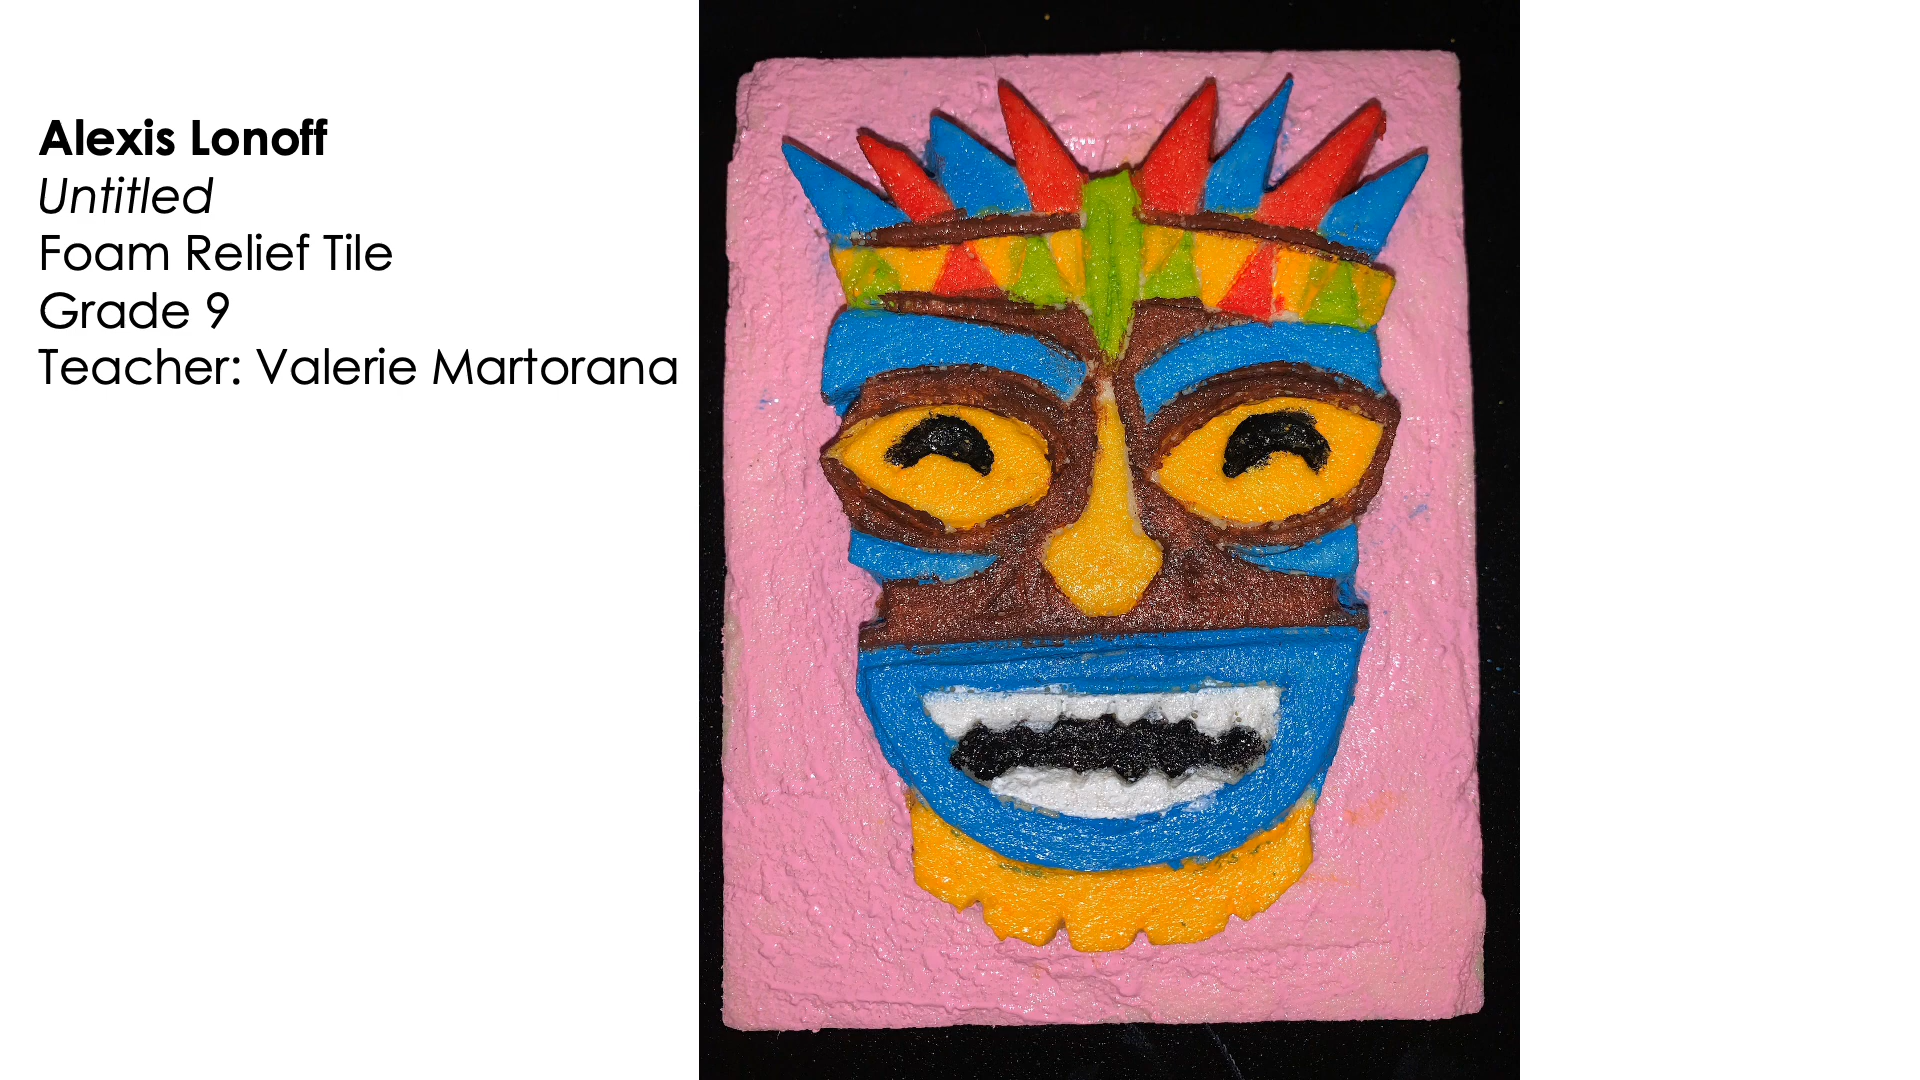 Alexis Lonoff
Untitled
Foam Relief Tile
Grade 9
Teacher: Valerie Martorana